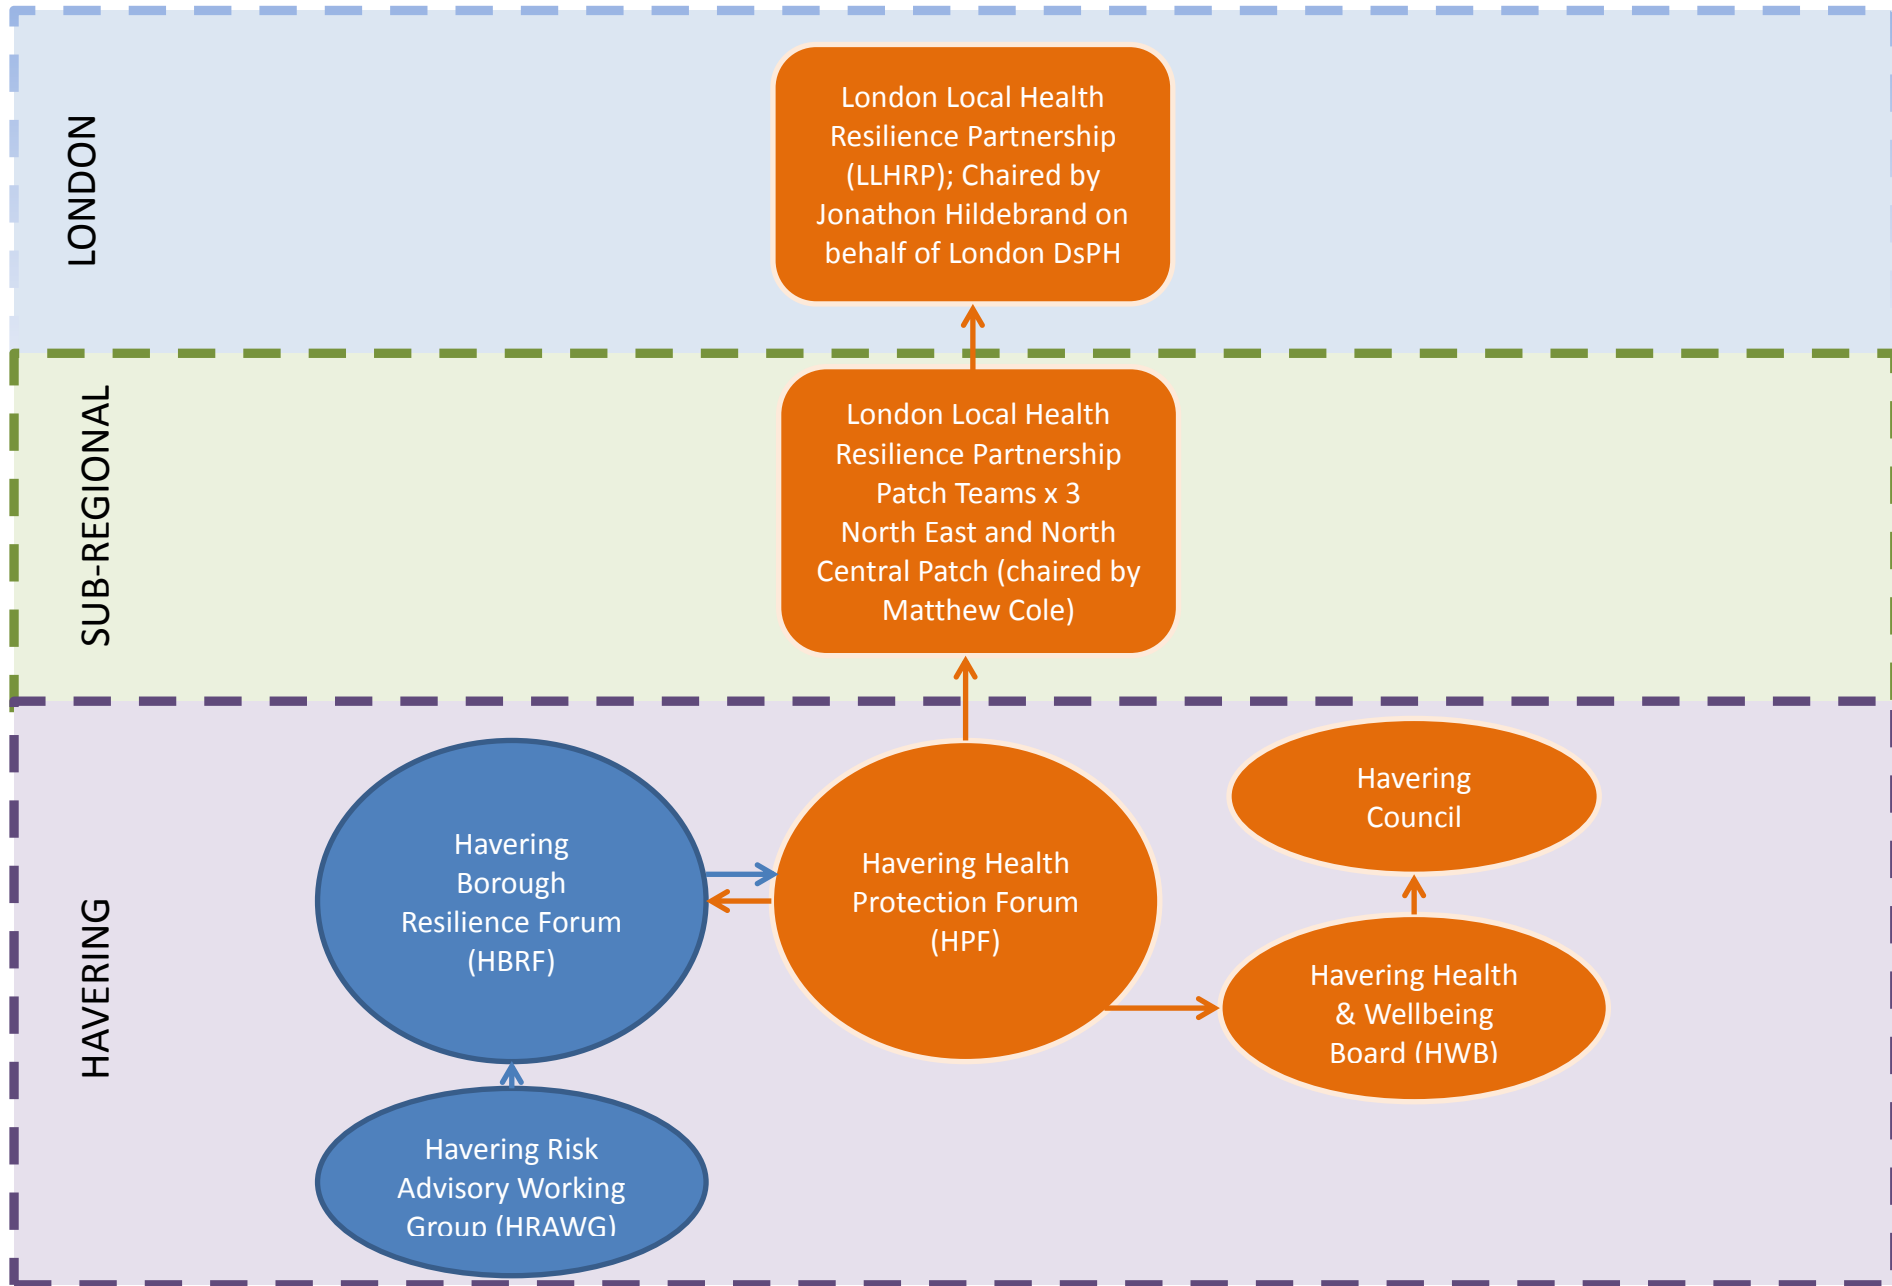 LONDON
London Local Health
Resilience Partnership
(LLHRP); Chaired by
Jonathon Hildebrand on
behalf of London DsPH
SUB-REGIONAL
London Local Health
Resilience Partnership
Patch Teams x 3
North East and North
Central Patch (chaired by
Matthew Cole)
HAVERING
Havering
Borough
Resilience Forum
(HBRF)
Havering Health
Protection Forum
(HPF)
Havering
Council
Havering Health
& Wellbeing
Board (HWB)
Havering Risk
Advisory Working
Group (HRAWG)